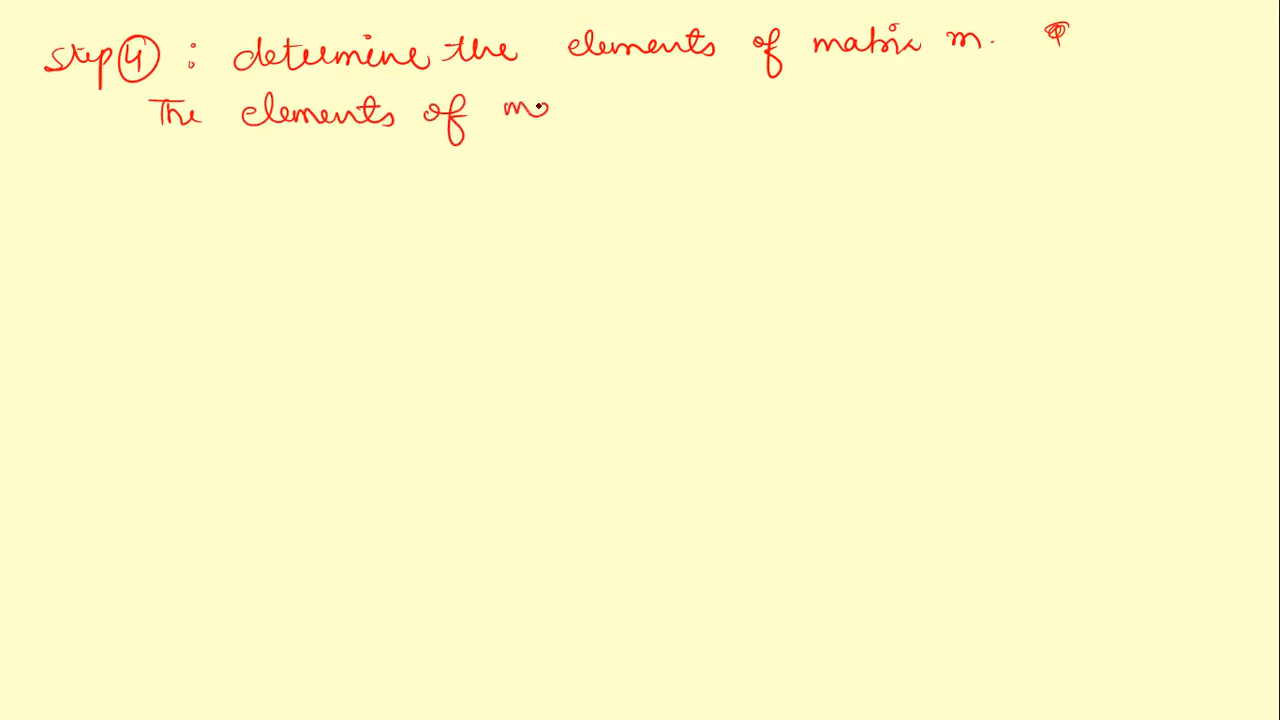 step 4 : determine the elements of matrix m.
The elements of m